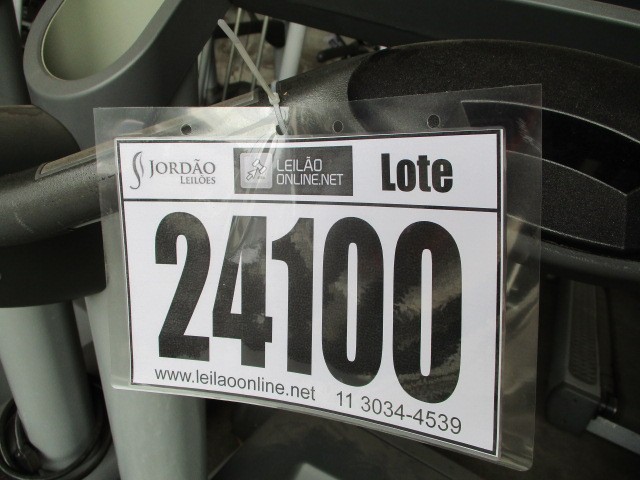 JORDÃO
LEILÕES
LEILÃO
ONLINE.NET
Lote
24100
www.leilaoonline.net 11 3034-4539